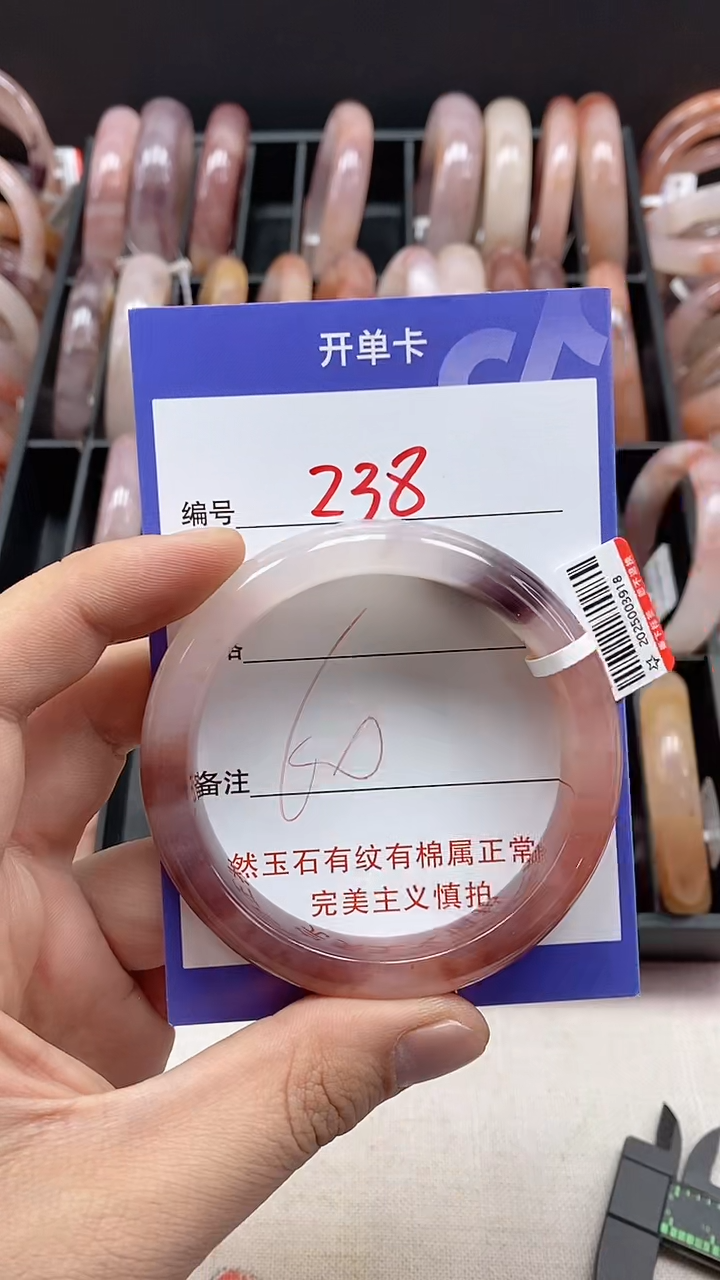 开单卡
编号 238
备注
然玉石有纹有棉属正常
完美主义慎拍
2025003918